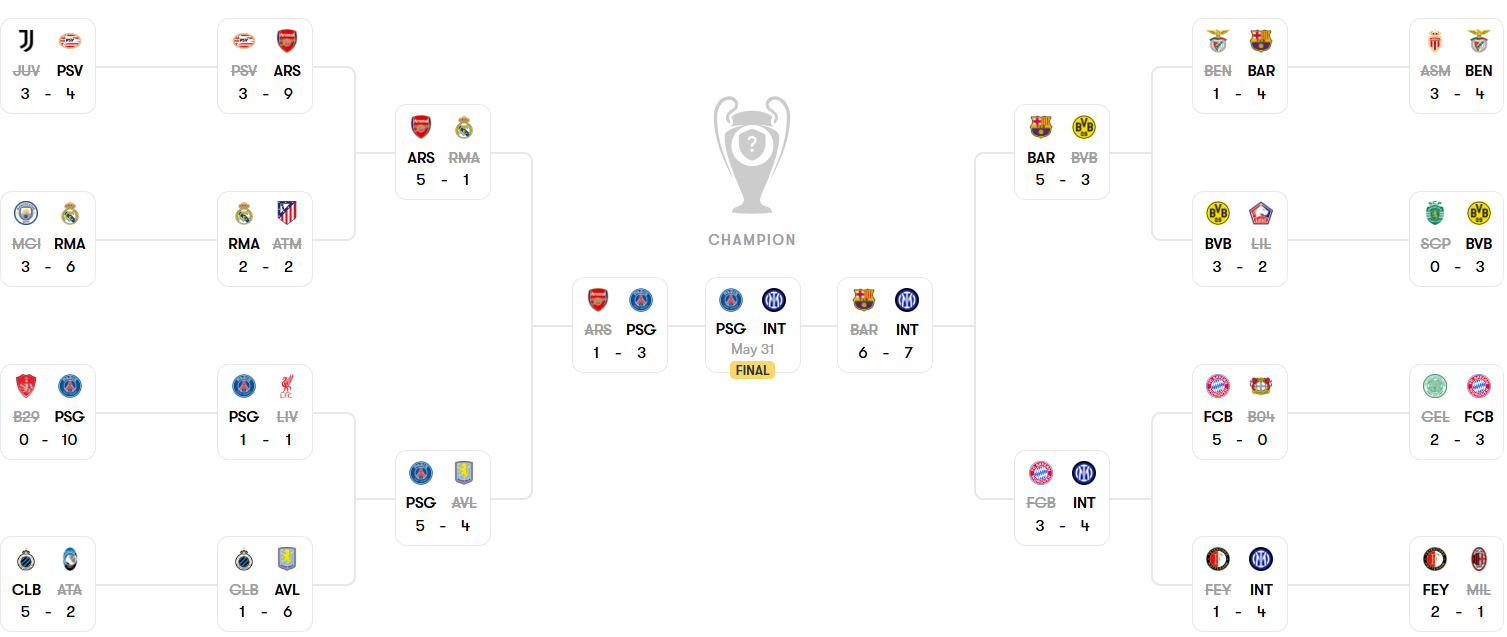 JUV PSV
3 - 4
PSV ARS
3 - 9
MCI RMA
3 - 6
RMA ATM
2 - 2
B29 PSG
0 - 10
PSG LIV
1 - 1
CLB ATA
5 - 2
CLB AVL
1 - 6
ARS RMA
5 - 1
PSG AVL
5 - 4
ARS PSG
1 - 3
?
CHAMPION
PSG INT
May 31
FINAL
BAR INT
6 - 7
BAR BVB
5 - 3
FCB INT
3 - 4
BEN BAR
1 - 4
ASM BEN
3 - 4
BVB LIL
3 - 2
SCP BVB
0 - 3
FCB B04
5 - 0
CEL FCB
2 - 3
FEY INT
1 - 4
FEY MIL
2 - 1